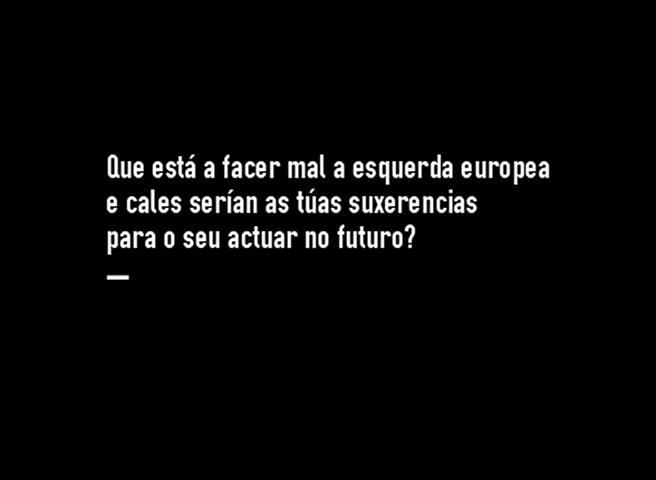 Que está a facer mal a esquerda europea
e cales serían as túas suxerencias
para o seu actuar no futuro?